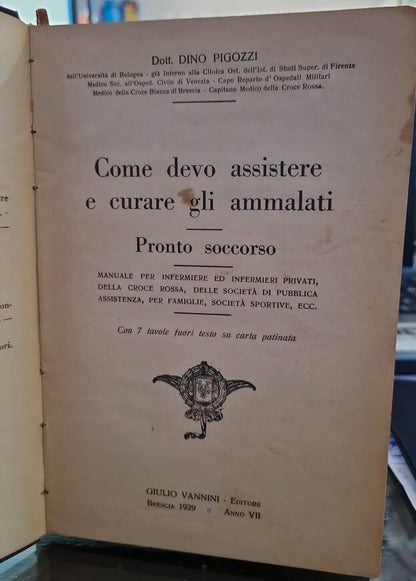 Dott. DINO PIGOZZI
dell'Università di Bologna - già Interno alla Clinica Ost. dell'Ist. di Studi Super. di Firenze
Medico Sec. all'Osped. Civile di Venezia - Capo Reparto d'Ospedali Militari
Medico della Croce Bianca di Brescia - Capitano Medico della Croce Rossa.
Come devo assistere
e curare gli ammalati
Pronto soccorso
MANUALE PER INFERMIERE ED INFERMIERI PRIVATI,
DELLA CROCE ROSSA, DELLE SOCIETÀ DI PUBBLICA
ASSISTENZA, PER FAMIGLIE, SOCIETÀ SPORTIVE, ECC.
Con 7 tavole fuori testo su carta patinata
GIULIO VANNINI - EDITORE
BRESCIA 1929 :: ANNO VII